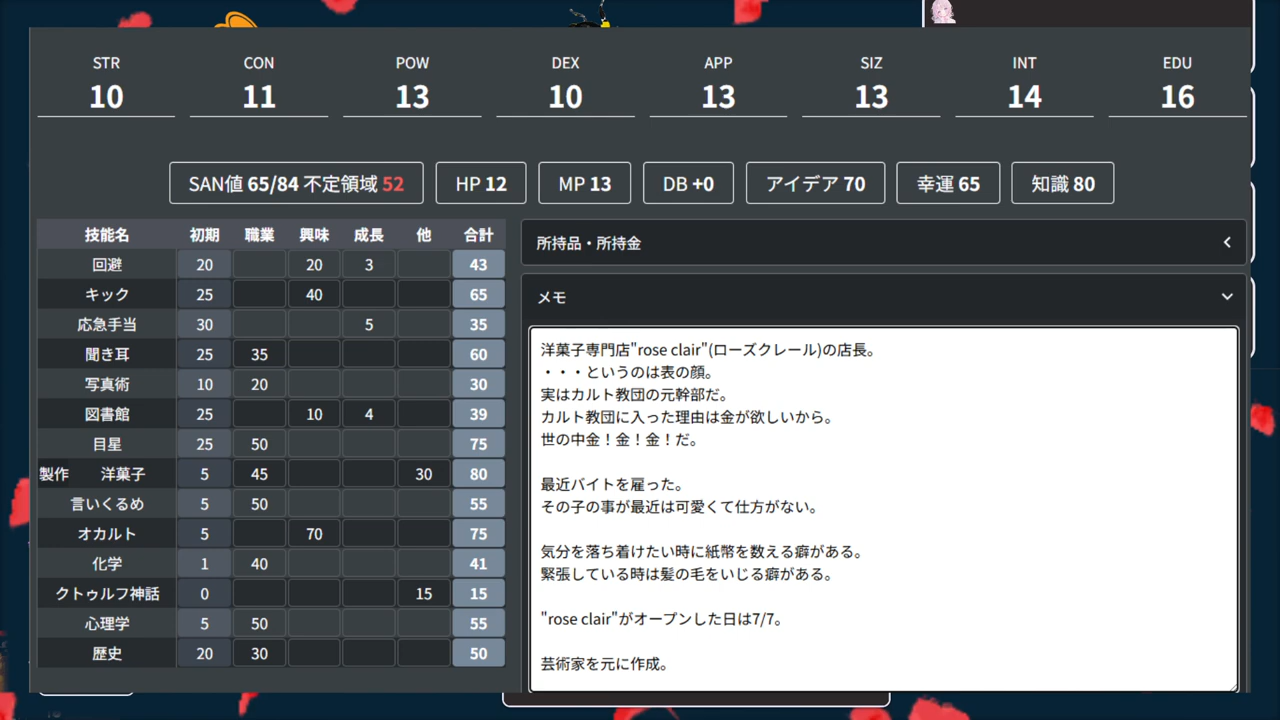 STR CON POW DEX APP SIZ INT EDU
10 11 13 10 13 13 14 16
SAN値 65/84 不定領域 52 HP 12 MP 13 DB +0 アイデア 70 幸運 65 知識 80
技能名 初期 職業 興味 成長 他 合計
回避 20 20 3 43
キック 25 40 65
応急手当 30 5 35
聞き耳 25 35 60
写真術 10 20 30
図書館 25 10 4 39
目星 25 50 75
製作 洋菓子 5 45 30 80
言いくるめ 5 50 55
オカルト 5 70 75
化学 1 40 41
クトゥルフ神話 0 15 15
心理学 5 50 55
歴史 20 30 50
所持品・所持金
メモ
洋菓子専門店"rose clair"(ローズクレール)の店長。
・・・というのは表の顔。
実はカルト教団の元幹部だ。
カルト教団に入った理由は金が欲しいから。
世の中金！金！金！だ。
最近バイトを雇った。
その子の事が最近は可愛くて仕方がない。
気分を落ち着けたい時に紙幣を数える癖がある。
緊張している時は髪の毛をいじる癖がある。
"rose clair"がオープンした日は7/7。
芸術家を元に作成。